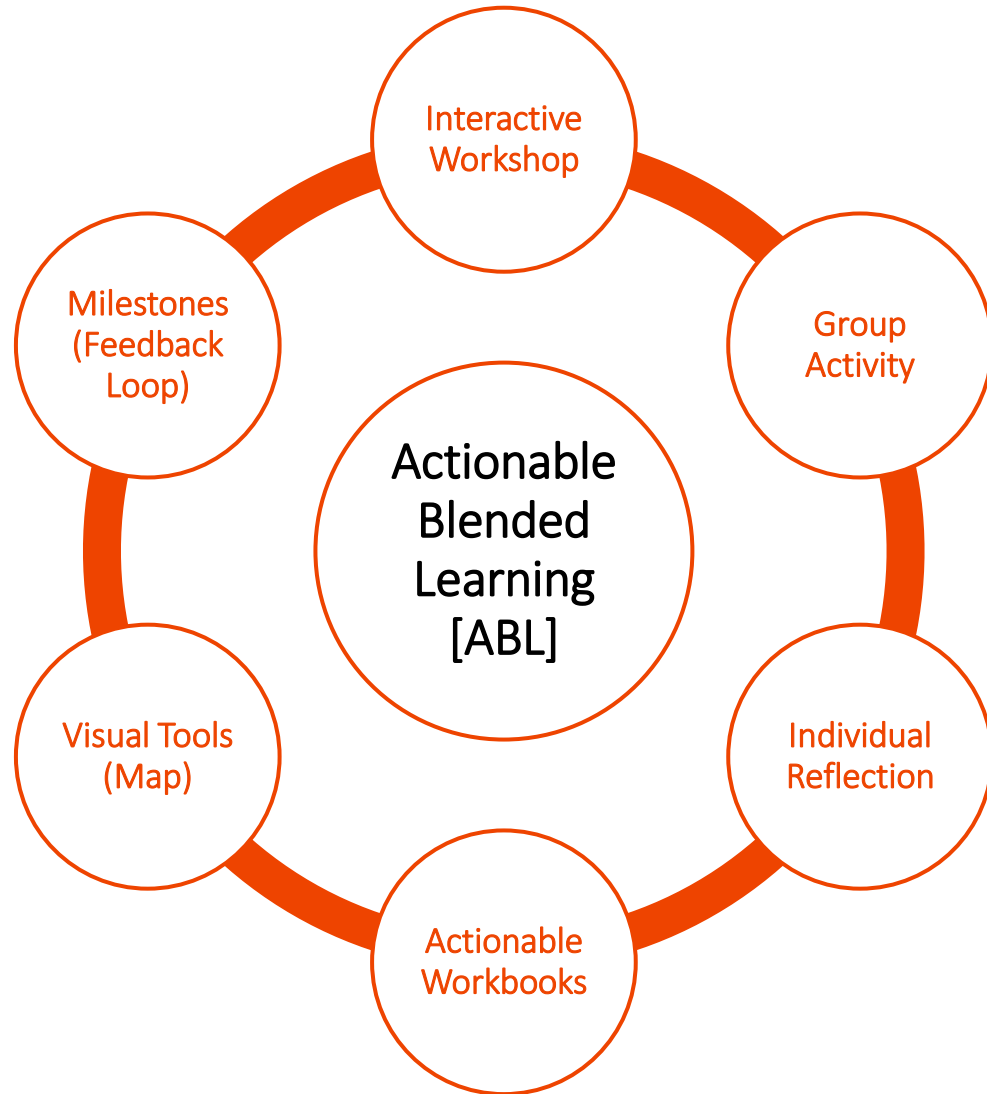 Interactive
Workshop
Group
Activity
Individual
Reflection
Actionable
Workbooks
Visual Tools
(Map)
Milestones
(Feedback
Loop)
Actionable
Blended
Learning
[ABL]